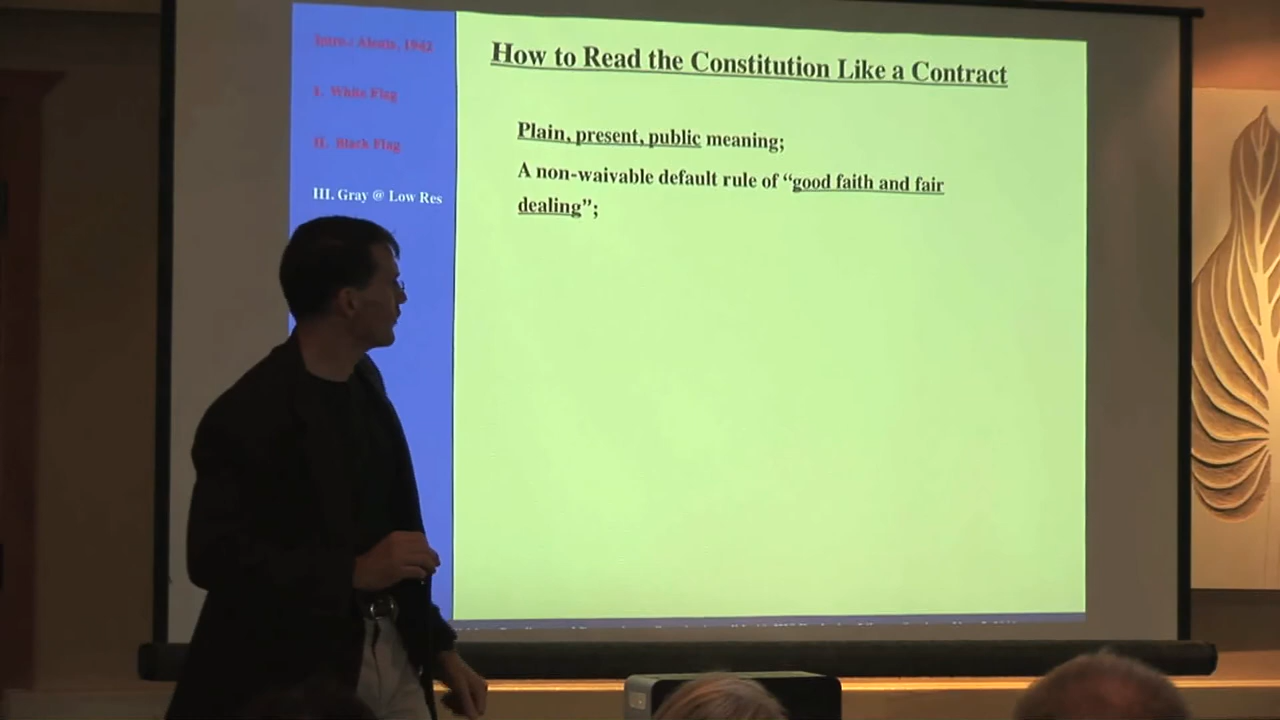 Intro / Alexis, 1942
I. White Flag
II. Black Flag
III. Gray @ Low Res
How to Read the Constitution Like a Contract
Plain, present, public meaning;
A non-waivable default rule of “good faith and fair
dealing”;